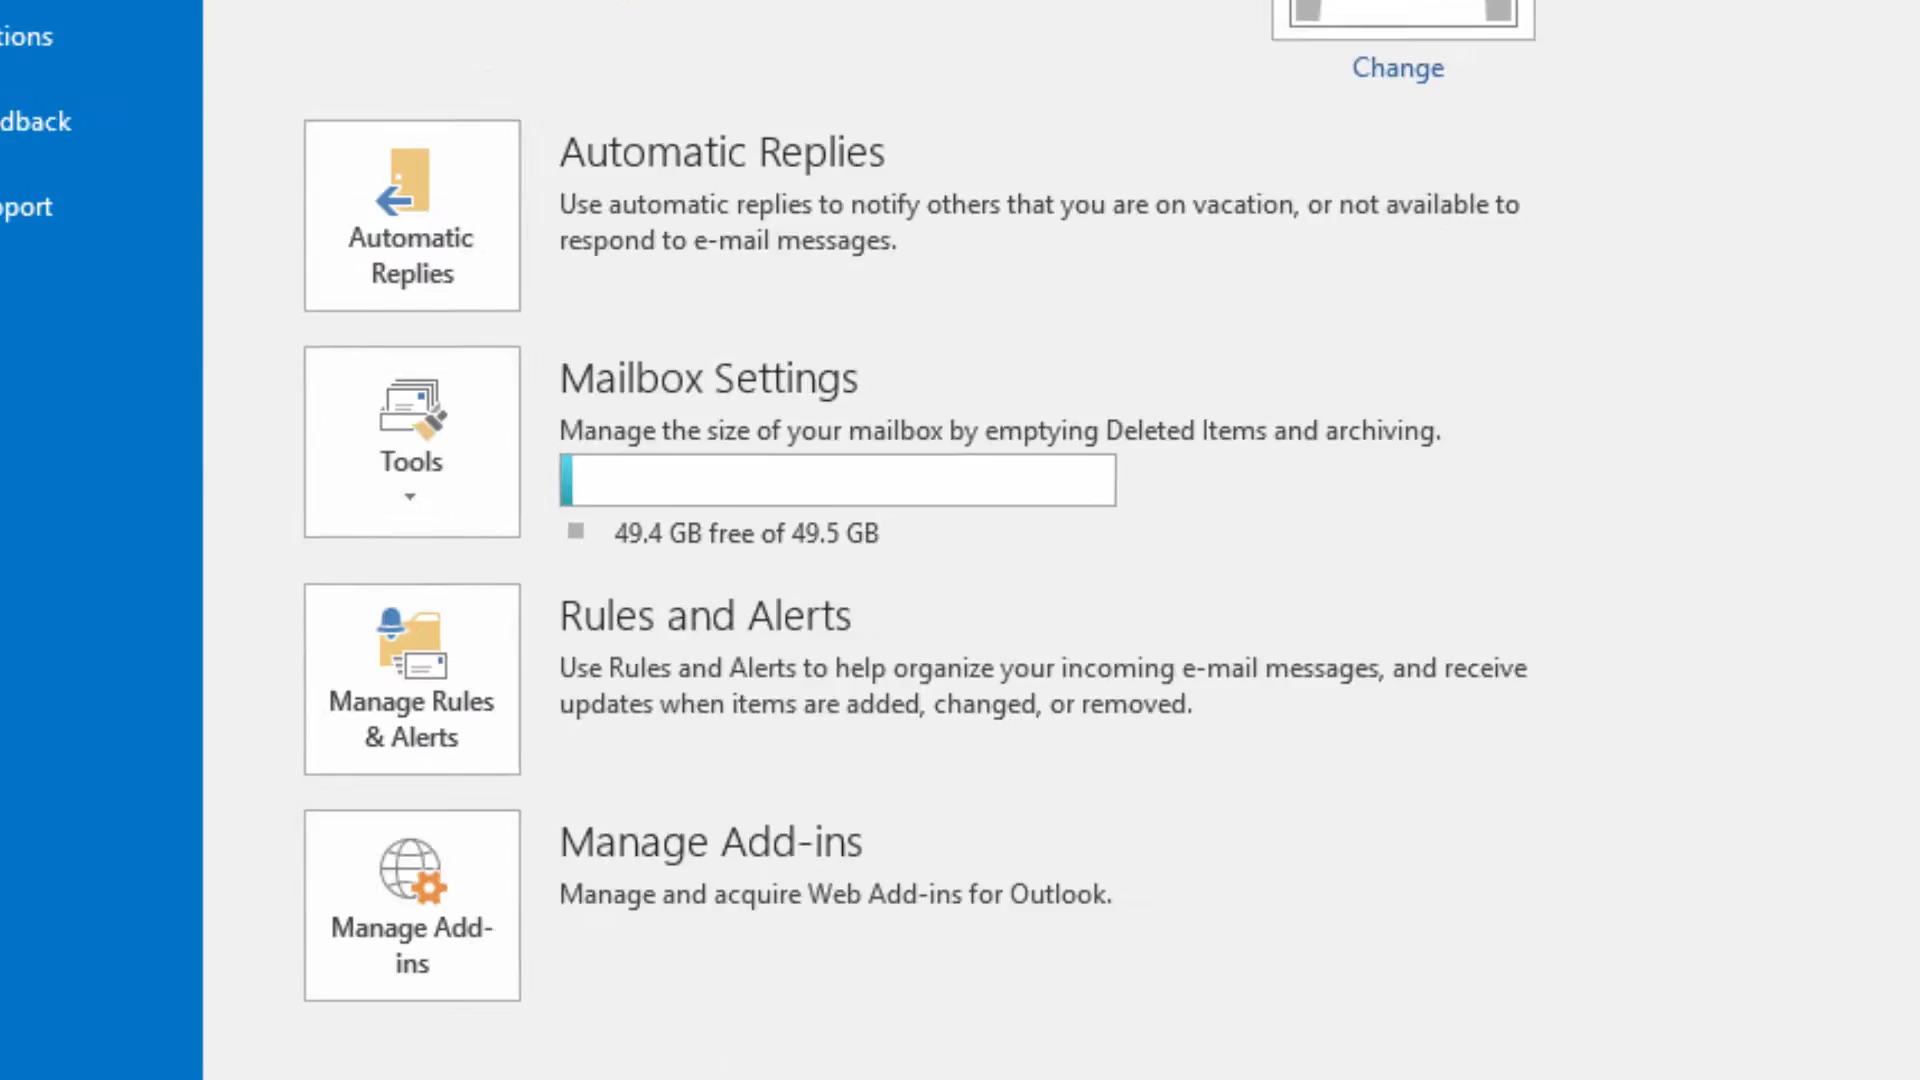 Change
Automatic
Replies
Automatic Replies
Use automatic replies to notify others that you are on vacation, or not available to
respond to e-mail messages.
Tools
Mailbox Settings
Manage the size of your mailbox by emptying Deleted Items and archiving.
49.4 GB free of 49.5 GB
Manage Rules
& Alerts
Rules and Alerts
Use Rules and Alerts to help organize your incoming e-mail messages, and receive
updates when items are added, changed, or removed.
Manage Add-
ins
Manage Add-ins
Manage and acquire Web Add-ins for Outlook.